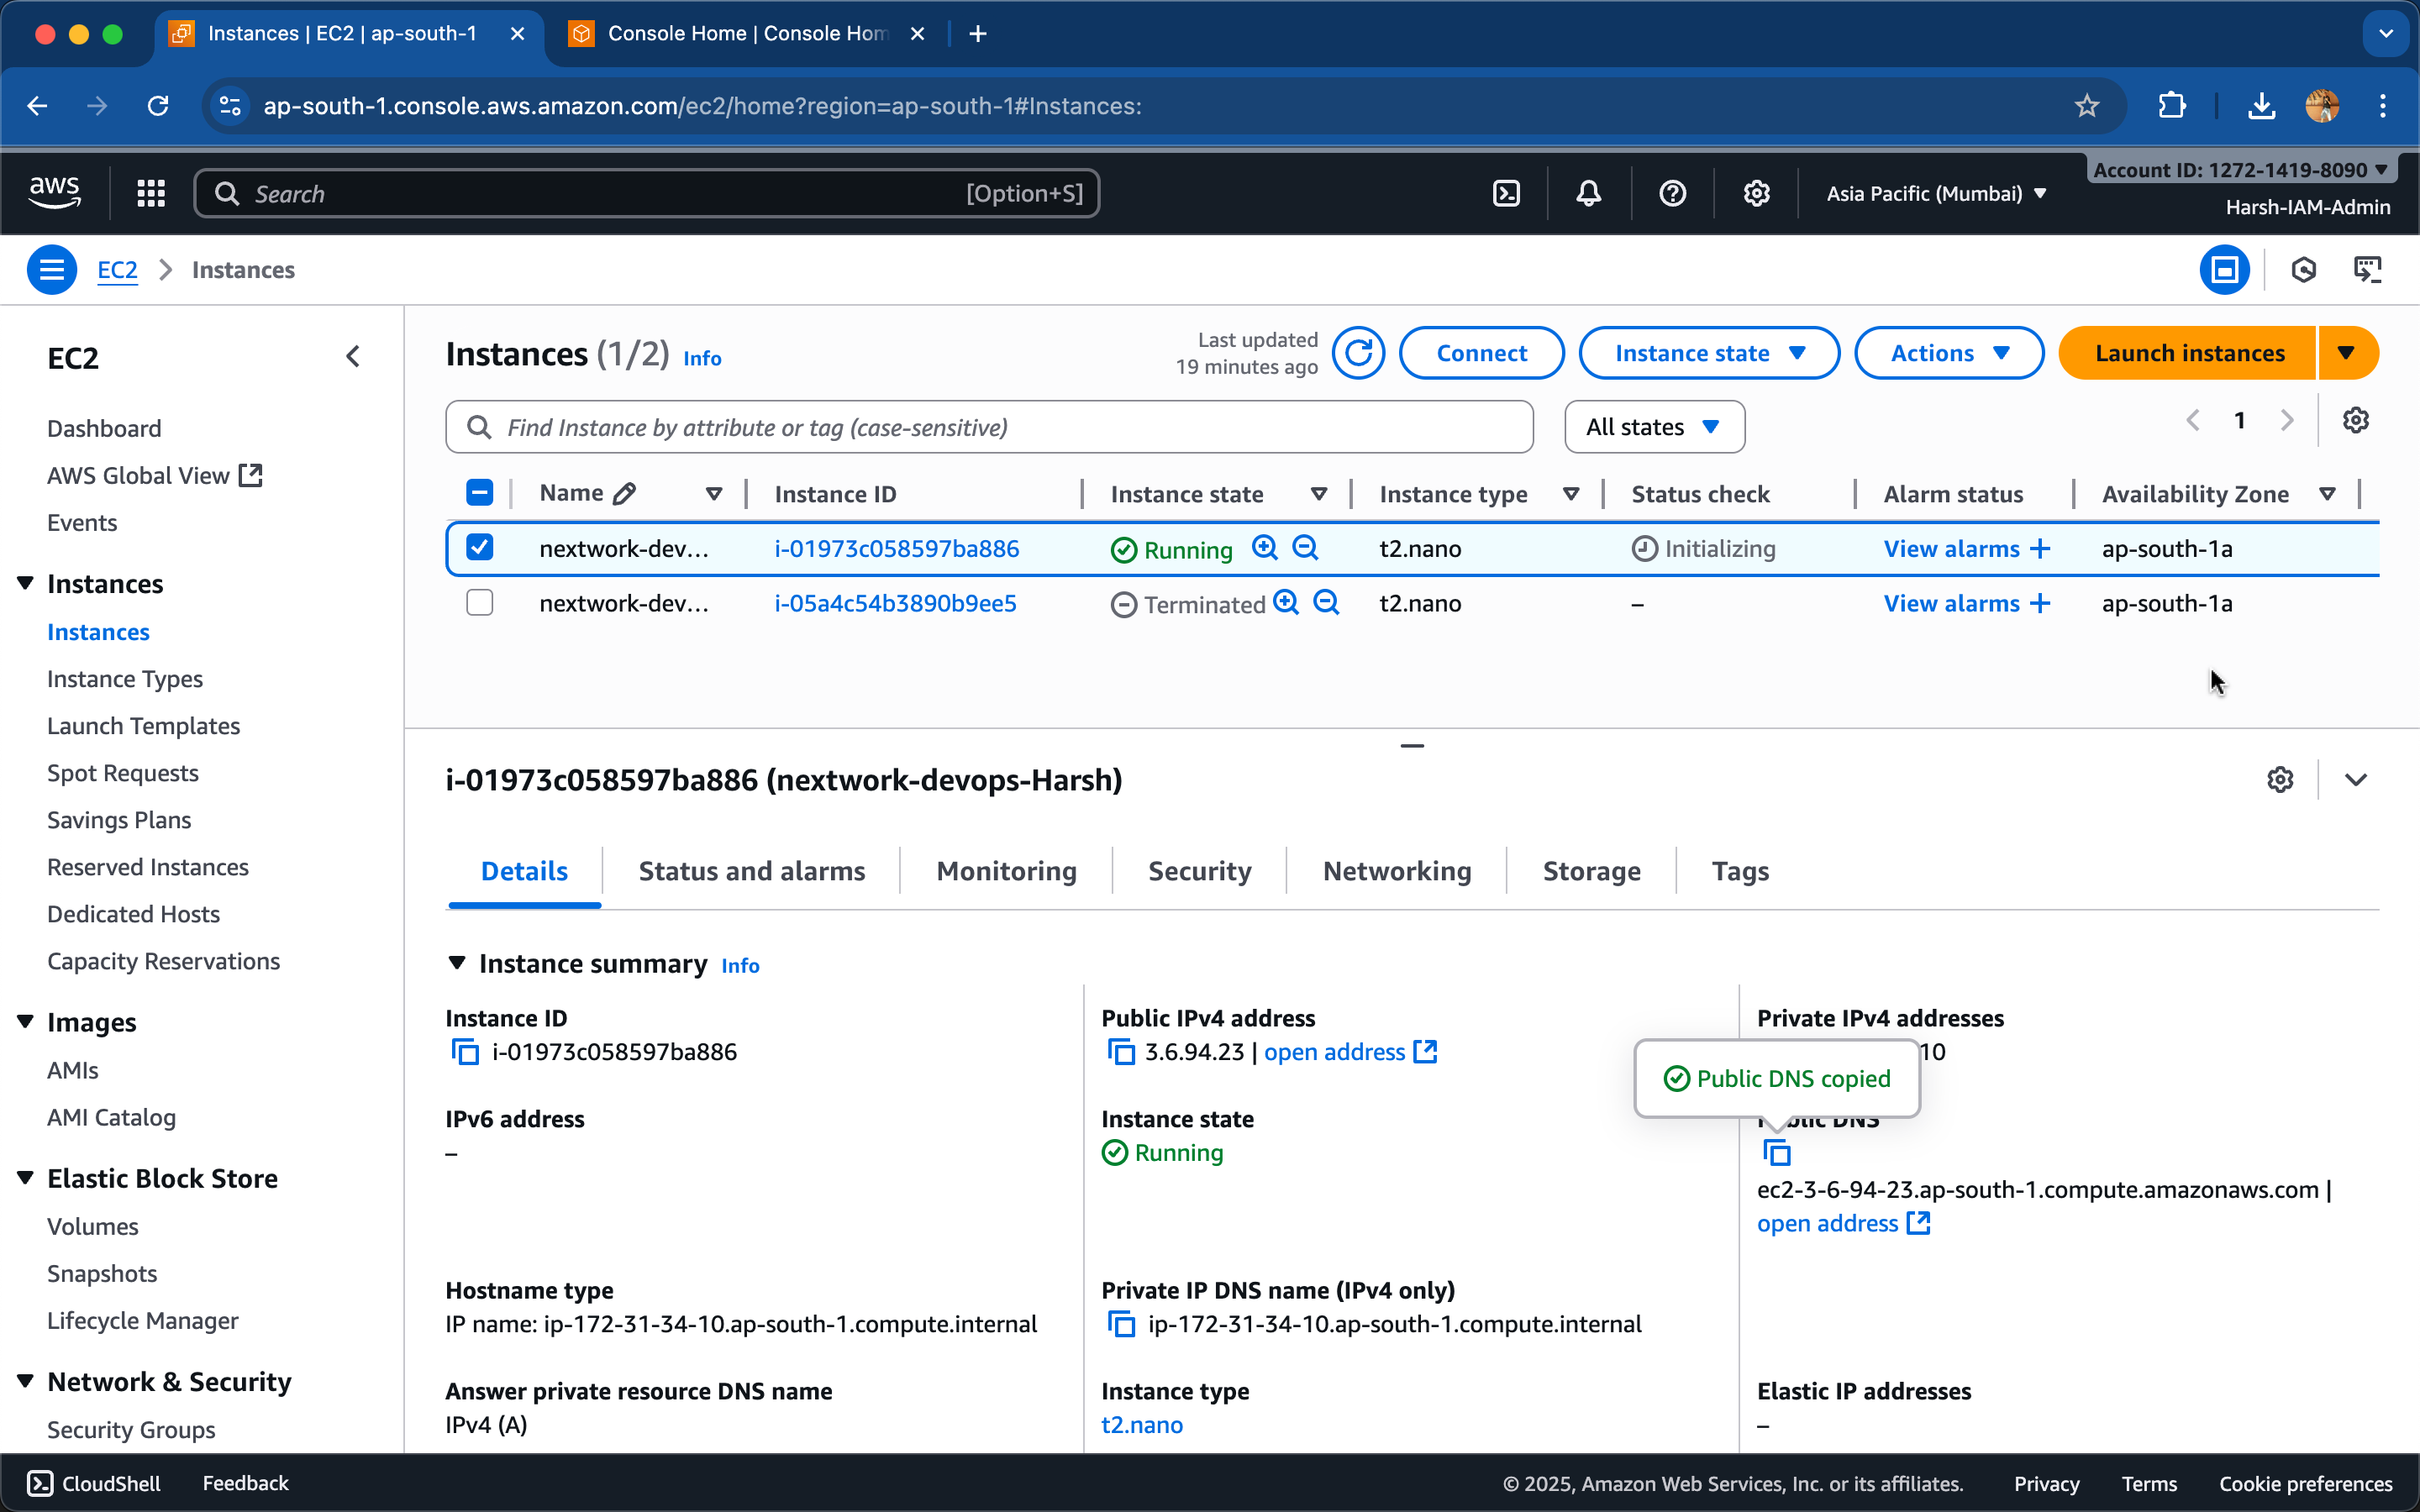 Instances | EC2 | ap-south-1
Console Home | Console Hom
ap-south-1.console.aws.amazon.com/ec2/home?region=ap-south-1#Instances:
aws
Search
[Option+S]
Asia Pacific (Mumbai)
Account ID: 1272-1419-8090
Harsh-IAM-Admin
EC2
Instances
EC2
Dashboard
AWS Global View
Events
Instances
Instances
Instance Types
Launch Templates
Spot Requests
Savings Plans
Reserved Instances
Dedicated Hosts
Capacity Reservations
Images
AMIs
AMI Catalog
Elastic Block Store
Volumes
Snapshots
Lifecycle Manager
Network & Security
Security Groups
Instances (1/2) Info
Last updated
19 minutes ago
Connect
Instance state
Actions
Launch instances
Find Instance by attribute or tag (case-sensitive)
All states
1
Name Instance ID Instance state Instance type Status check Alarm status Availability Zone
nextwork-dev... i-01973c058597ba886 Running t2.nano Initializing View alarms + ap-south-1a
nextwork-dev... i-05a4c54b3890b9ee5 Terminated t2.nano – View alarms + ap-south-1a
i-01973c058597ba886 (nextwork-devops-Harsh)
Details
Status and alarms
Monitoring
Security
Networking
Storage
Tags
Instance summary Info
Instance ID
i-01973c058597ba886
Public IPv4 address
3.6.94.23 | open address
Private IPv4 addresses
10
Public DNS copied
IPv6 address
–
Instance state
Running
Public DNS
ec2-3-6-94-23.ap-south-1.compute.amazonaws.com |
open address
Hostname type
IP name: ip-172-31-34-10.ap-south-1.compute.internal
Private IP DNS name (IPv4 only)
ip-172-31-34-10.ap-south-1.compute.internal
Answer private resource DNS name
IPv4 (A)
Instance type
t2.nano
Elastic IP addresses
–
CloudShell
Feedback
© 2025, Amazon Web Services, Inc. or its affiliates.
Privacy
Terms
Cookie preferences